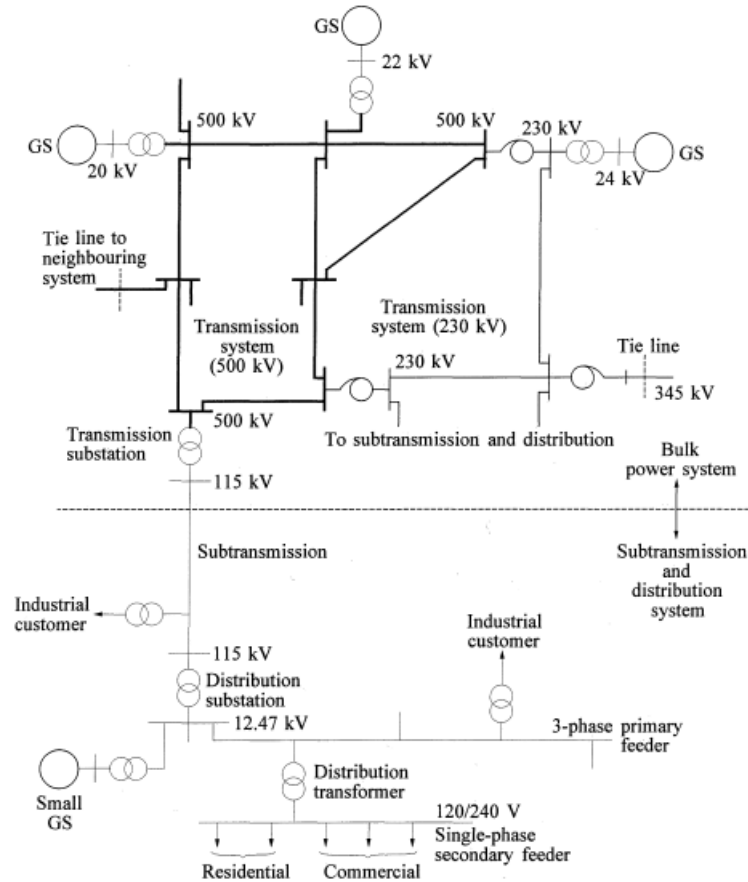 GS
22 kV
500 kV
500 kV
230 kV
GS
20 kV
24 kV
GS
Tie line to
neighbouring
system
Transmission
system
(500 kV)
Transmission
system (230 kV)
230 kV
Tie line
345 kV
500 kV
To subtransmission and distribution
Transmission
substation
115 kV
Bulk
power system
Subtransmission
Subtransmission
and
distribution
system
Industrial
customer
Industrial
customer
115 kV
Distribution
substation
12.47 kV
3-phase primary
feeder
Small
GS
Distribution
transformer
120/240 V
Single-phase
secondary feeder
Residential
Commercial